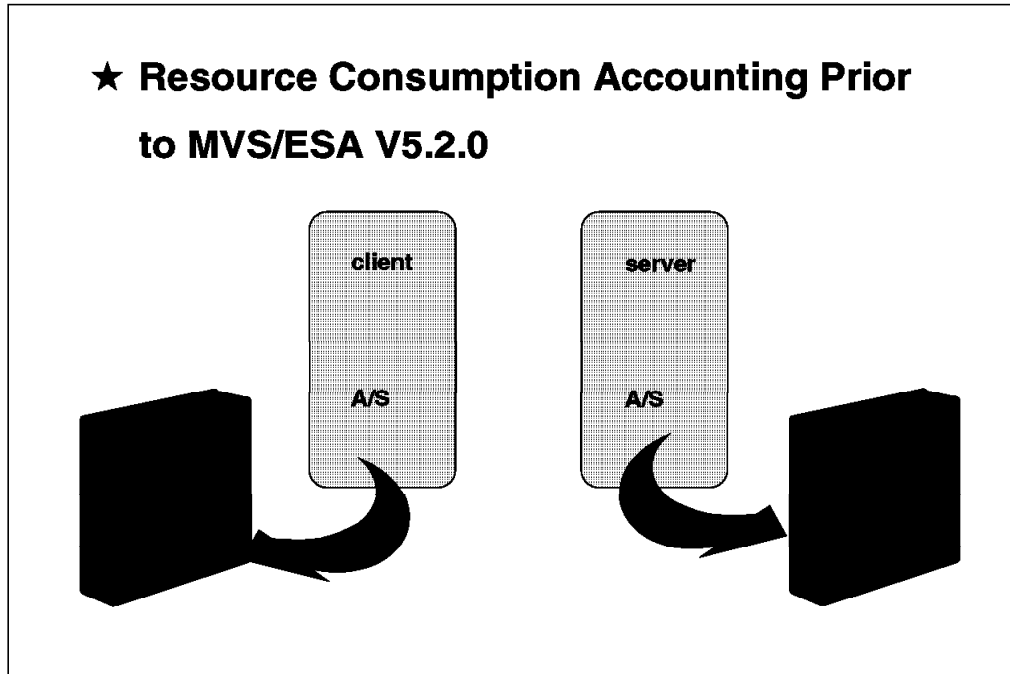 ★ Resource Consumption Accounting Prior
to MVS/ESA V5.2.0
client
server
A/S
A/S